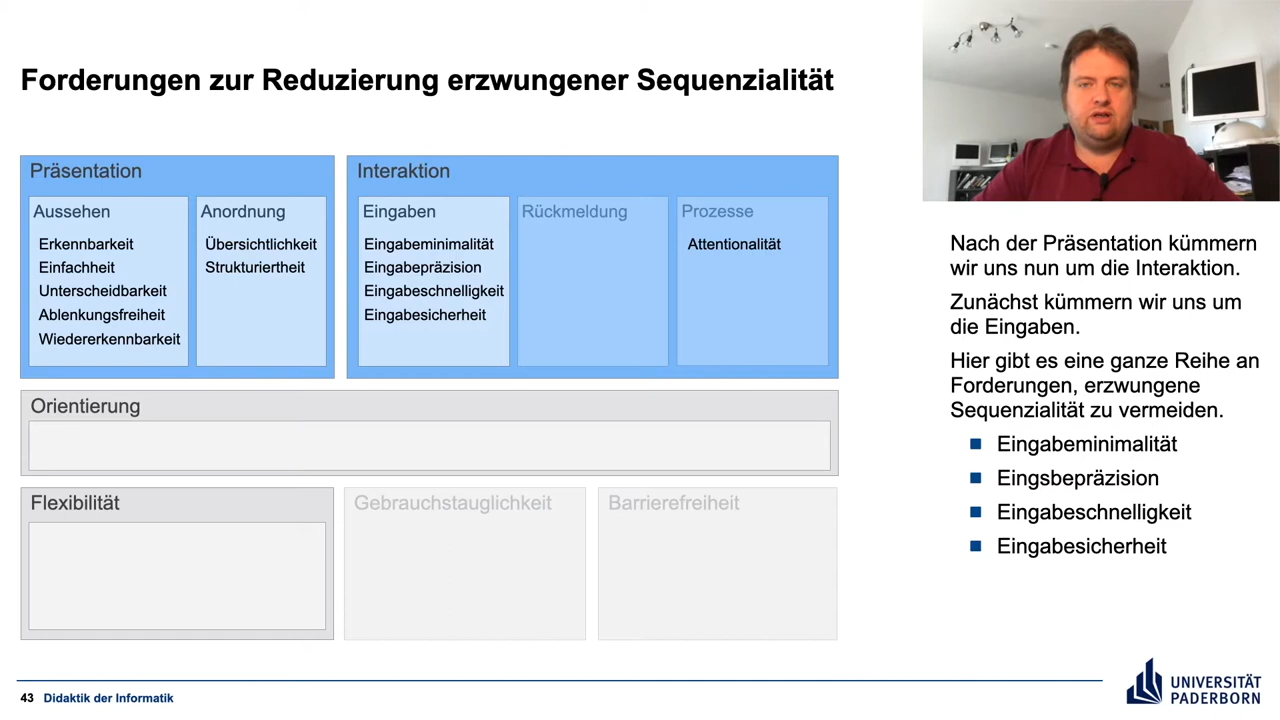 Forderungen zur Reduzierung erzwungener Sequenzialität
Präsentation
Aussehen
Erkennbarkeit
Einfachheit
Unterscheidbarkeit
Ablenkungsfreiheit
Wiedererkennbarkeit
Anordnung
Übersichtlichkeit
Strukturiertheit
Interaktion
Eingaben
Eingabeminimalität
Eingabepräzision
Eingabeschnelligkeit
Eingabesicherheit
Rückmeldung
Prozesse
Attentionalität
Orientierung
Flexibilität
Gebrauchstauglichkeit
Barrierefreiheit
Nach der Präsentation kümmern
wir uns nun um die Interaktion.
Zunächst kümmern wir uns um
die Eingaben.
Hier gibt es eine ganze Reihe an
Forderungen, erzwungene
Sequenzialität zu vermeiden.
Eingabeminimalität
Eingsbepräzision
Eingabeschnelligkeit
Eingabesicherheit
43 Didaktik der Informatik
UNIVERSITÄT
PADERBORN